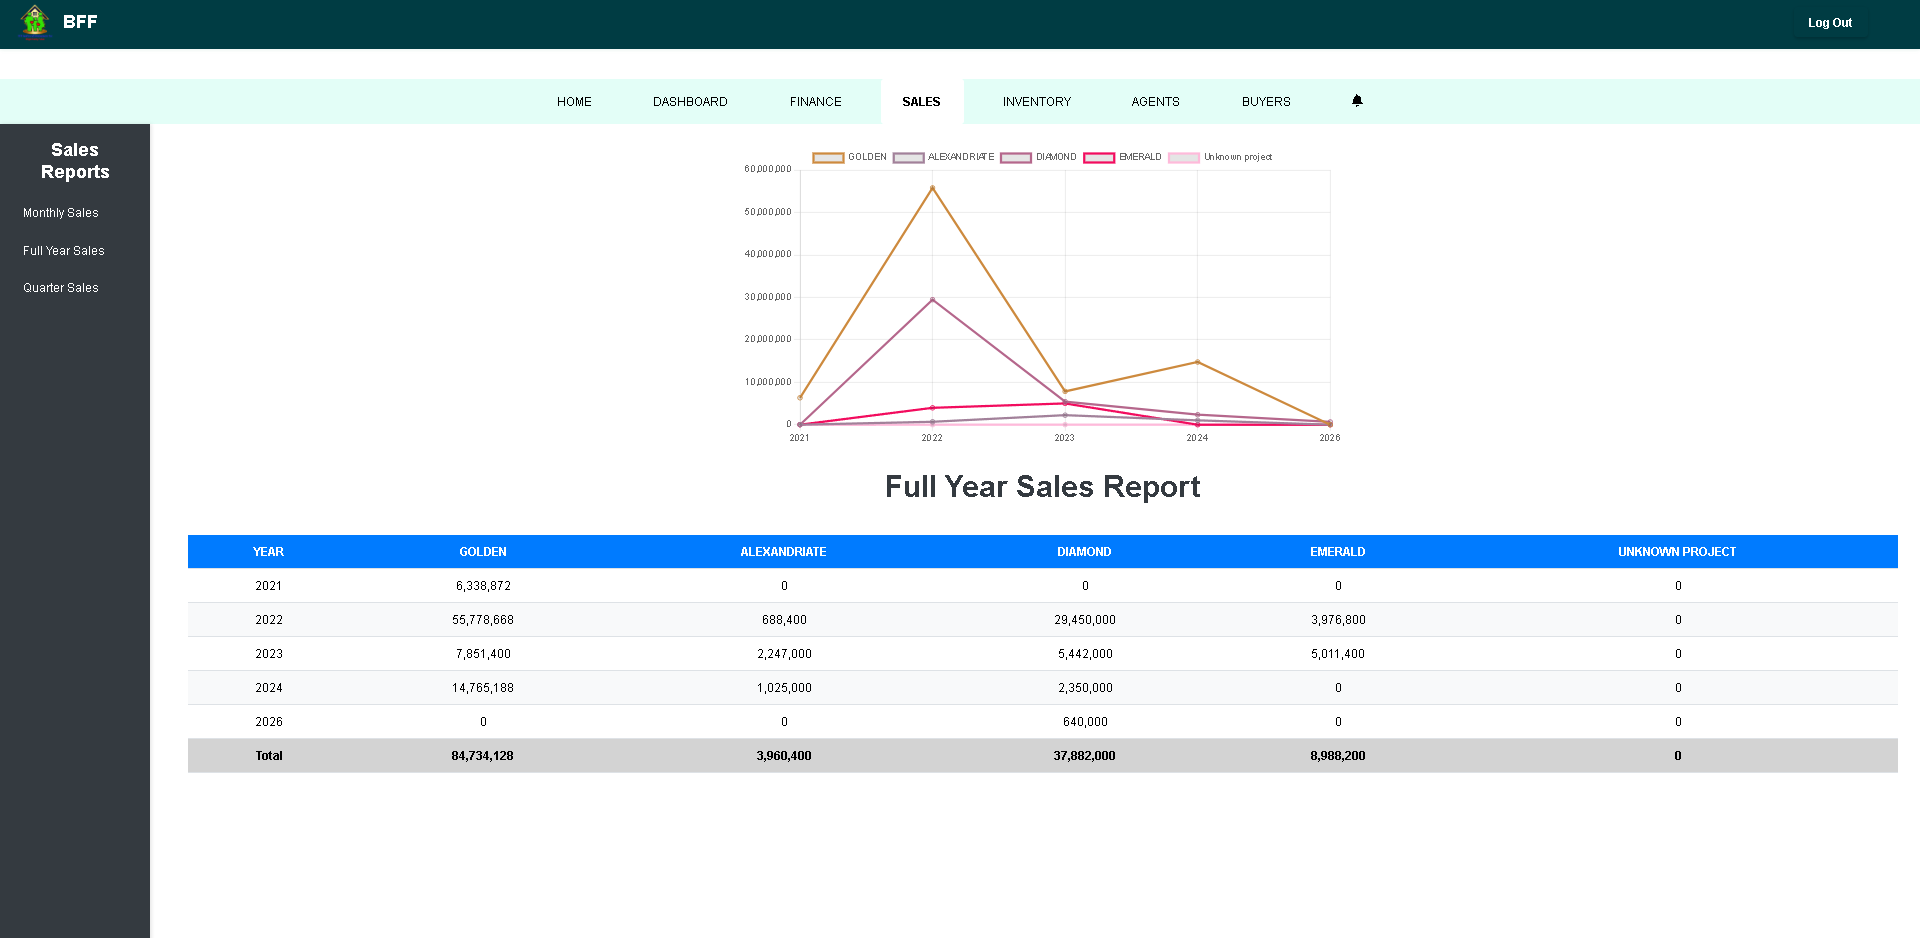 BFF
Log Out
HOME DASHBOARD FINANCE SALES INVENTORY AGENTS BUYERS
Sales
Reports
Monthly Sales
Full Year Sales
Quarter Sales
GOLDEN ALEXANDRIATE DIAMOND EMERALD Unknown project
60,000,000
50,000,000
40,000,000
30,000,000
20,000,000
10,000,000
0
2021 2022 2023 2024 2026
Full Year Sales Report
YEAR GOLDEN ALEXANDRIATE DIAMOND EMERALD UNKNOWN PROJECT
2021 6,338,872 0 0 0 0
2022 55,778,668 688,400 29,450,000 3,976,800 0
2023 7,851,400 2,247,000 5,442,000 5,011,400 0
2024 14,765,188 1,025,000 2,350,000 0 0
2026 0 0 640,000 0 0
Total 84,734,128 3,960,400 37,882,000 8,988,200 0